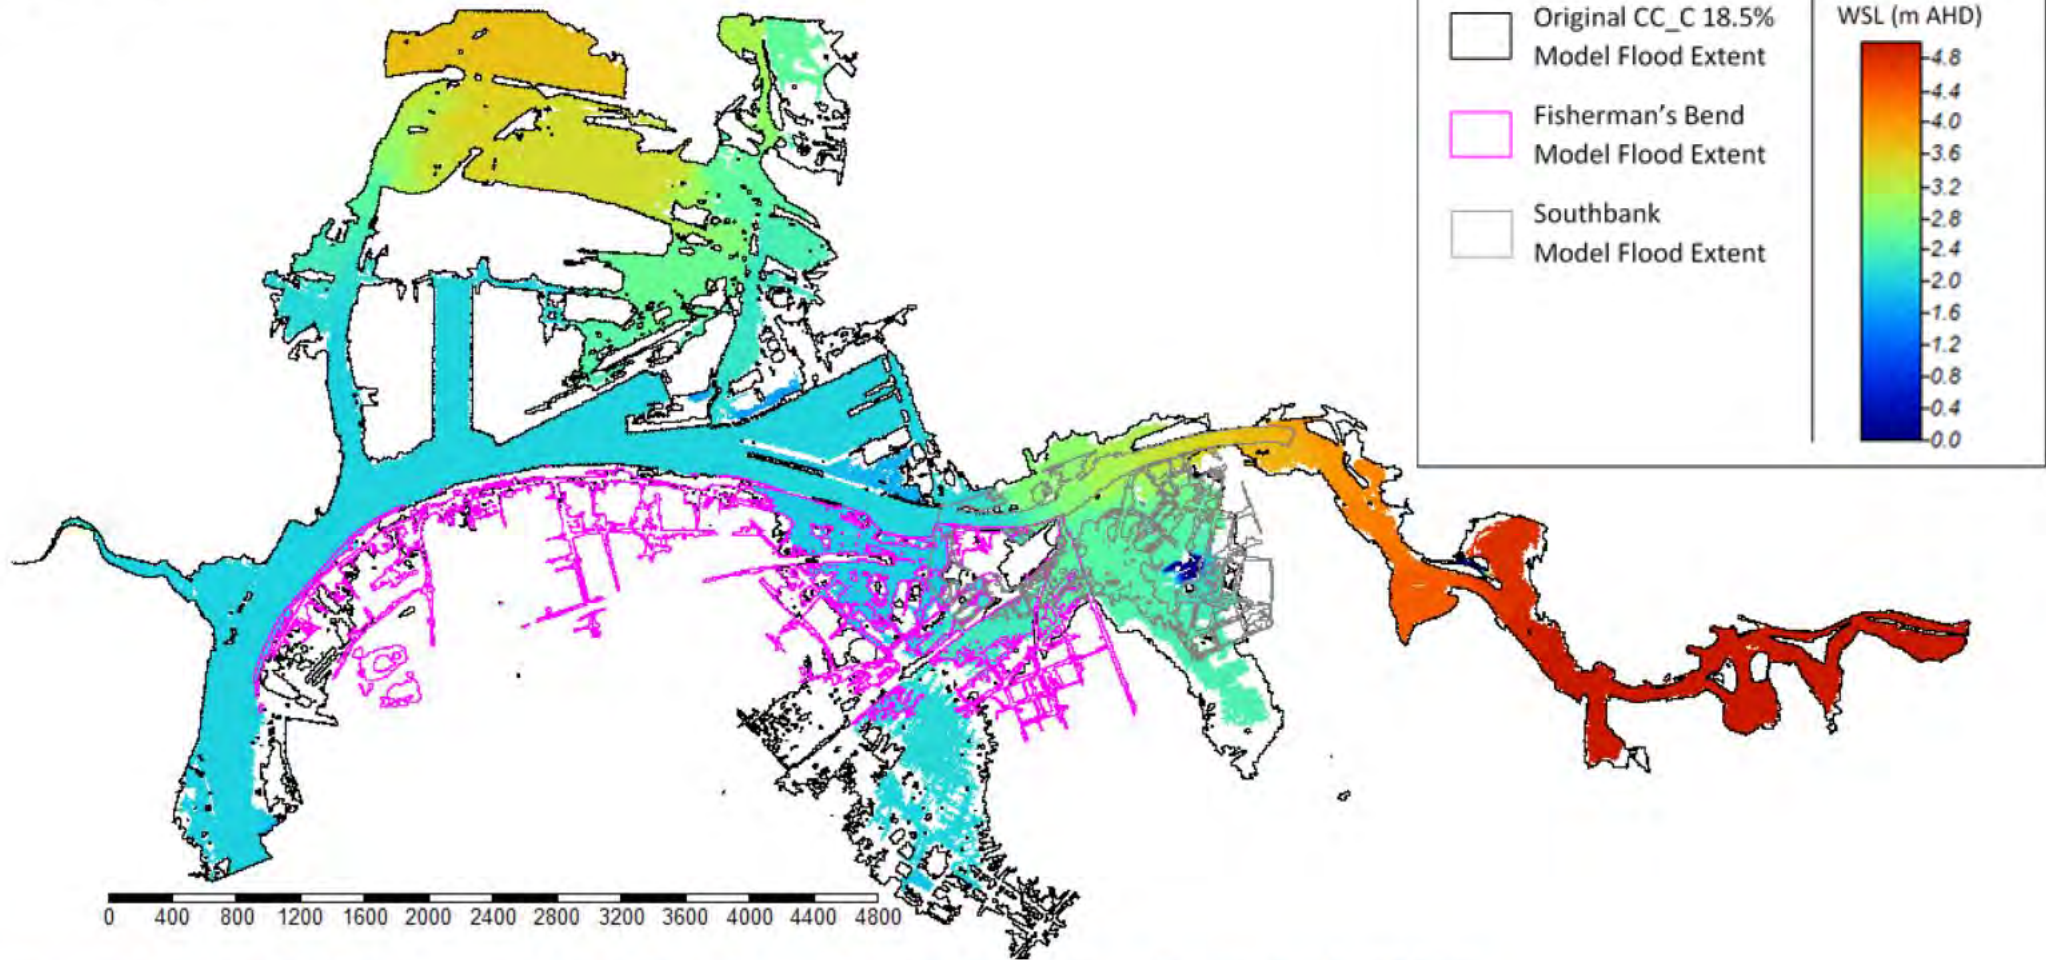 Original CC_C 18.5%
Model Flood Extent
Fisherman's Bend
Model Flood Extent
Southbank
Model Flood Extent
WSL (m AHD)
4.8
4.4
4.0
3.6
3.2
2.8
2.4
2.0
1.6
1.2
0.8
0.4
0.0
0 400 800 1200 1600 2000 2400 2800 3200 3600 4000 4400 4800